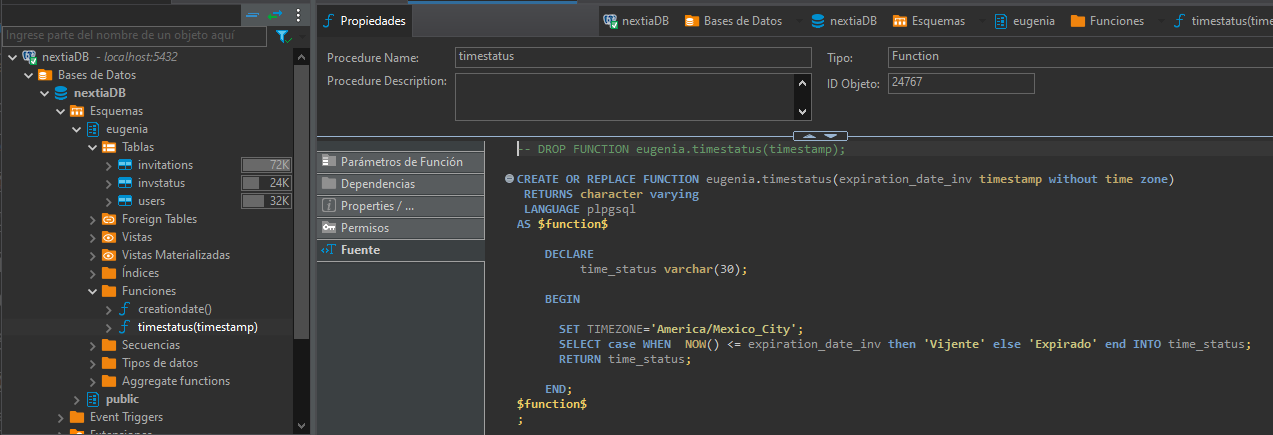 Ingrese parte del nombre de un objeto aquí
nextiaDB - localhost:5432
Bases de Datos
nextiaDB
Esquemas
eugenia
Tablas
invitations 72K
invstatus 24K
users 32K
Foreign Tables
Vistas
Vistas Materializadas
Índices
Funciones
creationdate()
timestatus(timestamp)
Secuencias
Tipos de datos
Aggregate functions
public
Event Triggers
Extensiones
Propiedades
nextiaDB Bases de Datos nextiaDB Esquemas eugenia Funciones timestatus(time
Procedure Name: timestatus Tipo: Function
Procedure Description: ID Objeto: 24767
Parámetros de Función
Dependencias
Properties / ...
Permisos
Fuente
-- DROP FUNCTION eugenia.timestatus(timestamp);
CREATE OR REPLACE FUNCTION eugenia.timestatus(expiration_date_inv timestamp without time zone)
RETURNS character varying
LANGUAGE plpgsql
AS $function$
DECLARE
time_status varchar(30);
BEGIN
SET TIMEZONE='America/Mexico_City';
SELECT case WHEN NOW() <= expiration_date_inv then 'Vijente' else 'Expirado' end INTO time_status;
RETURN time_status;
END;
$function$
;